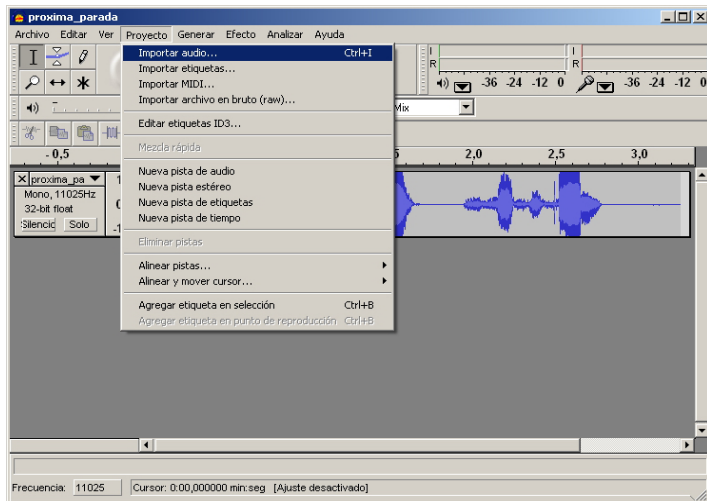 proxima_parada
Archivo Editar Ver Proyecto Generar Efecto Analizar Ayuda
Importar audio... Ctrl+I
Importar etiquetas...
Importar MIDI...
Importar archivo en bruto (raw)...
Editar etiquetas ID3...
Mezcla rápida
Nueva pista de audio
Nueva pista estéreo
Nueva pista de etiquetas
Nueva pista de tiempo
Eliminar pistas
Alinear pistas...
Alinear y mover cursor...
Agregar etiqueta en selección Ctrl+B
Agregar etiqueta en punto de reproducción Ctrl+B
L
R
-36 -24 -12 0
L
R
-36 -24 -12 0
Mix
-0,5 2,0 2,5 3,0
proxima_pa
Mono, 11025Hz
32-bit float
Silencio Solo
Frecuencia: 11025 Cursor: 0:00,000000 min:seg [Ajuste desactivado]